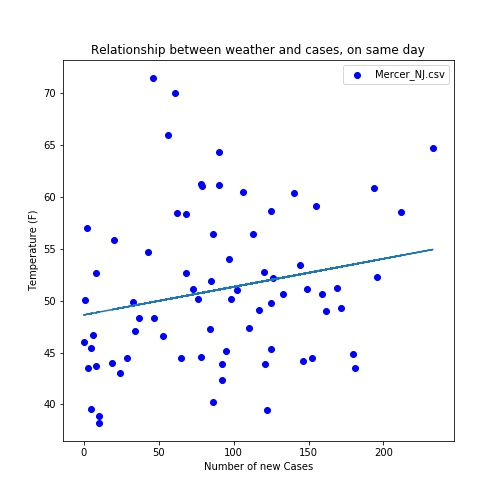 Relationship between weather and cases, on same day
Mercer_NJ.csv
Temperature (F)
70
65
60
55
50
45
40
0 50 100 150 200
Number of new Cases